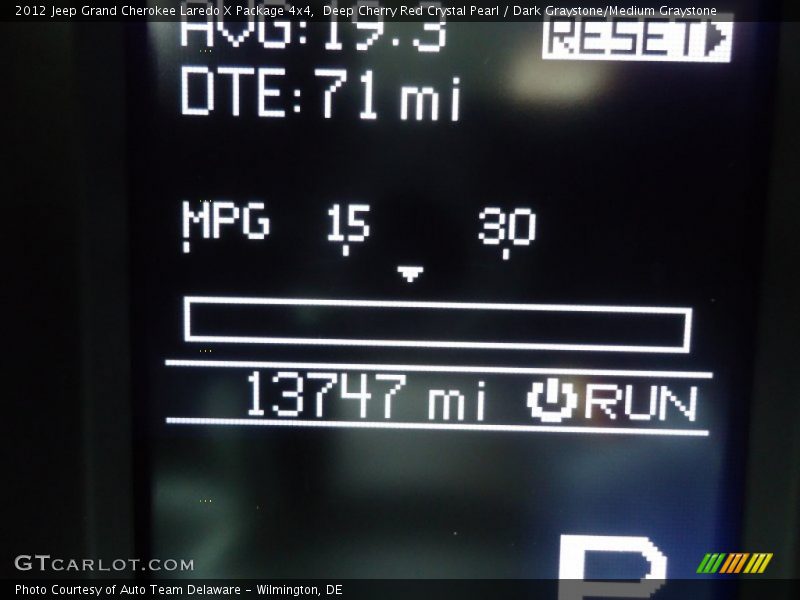 2012 Jeep Grand Cherokee Laredo X Package 4x4,  Deep Cherry Red Crystal Pearl / Dark Graystone/Medium Graystone
AVG:19.3 RESET>
DTE:71 mi
MPG 15 30
13747 mi RUN
P
GTCARLOT.COM
Photo Courtesy of Auto Team Delaware - Wilmington, DE